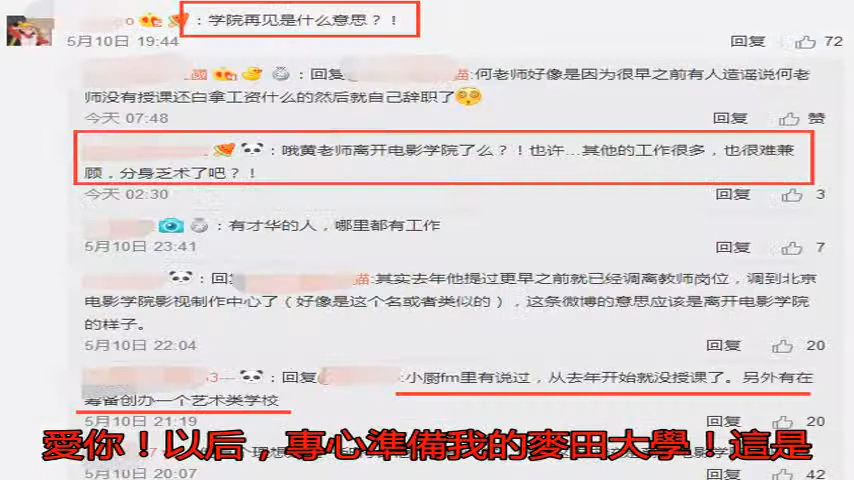 ：学院再见是什么意思？！
5月10日 19:44
回复 72
國 ：回复 苗:何老师好像是因为很早之前有人造谣说何老
师没有授课还白拿工资什么的然后就自己辞职了
今天 07:48
回复 赞
：哦黄老师离开电影学院了么？！也许...其他的工作很多，也很难兼
顾，分身乏术了吧？！
今天 02:30
回复 3
：有才华的人，哪里都有工作
5月10日 23:41
回复 7
：回复 苗:其实去年他提过更早之前就已经调离教师岗位，调到北京
电影学院影视制作中心了（好像是这个名或者类似的），这条微博的意思应该是离开电影学院
的样子。
5月10日 22:04
回复 20
3— ：回复 :小厨fm里有说过，从去年开始就没授课了。另外有在
筹备创办一个艺术类学校
5月10日 21:19
回复 20
愛你！以后，專心準備我的麥田大學！這是
5月10日 20:07
回复 42